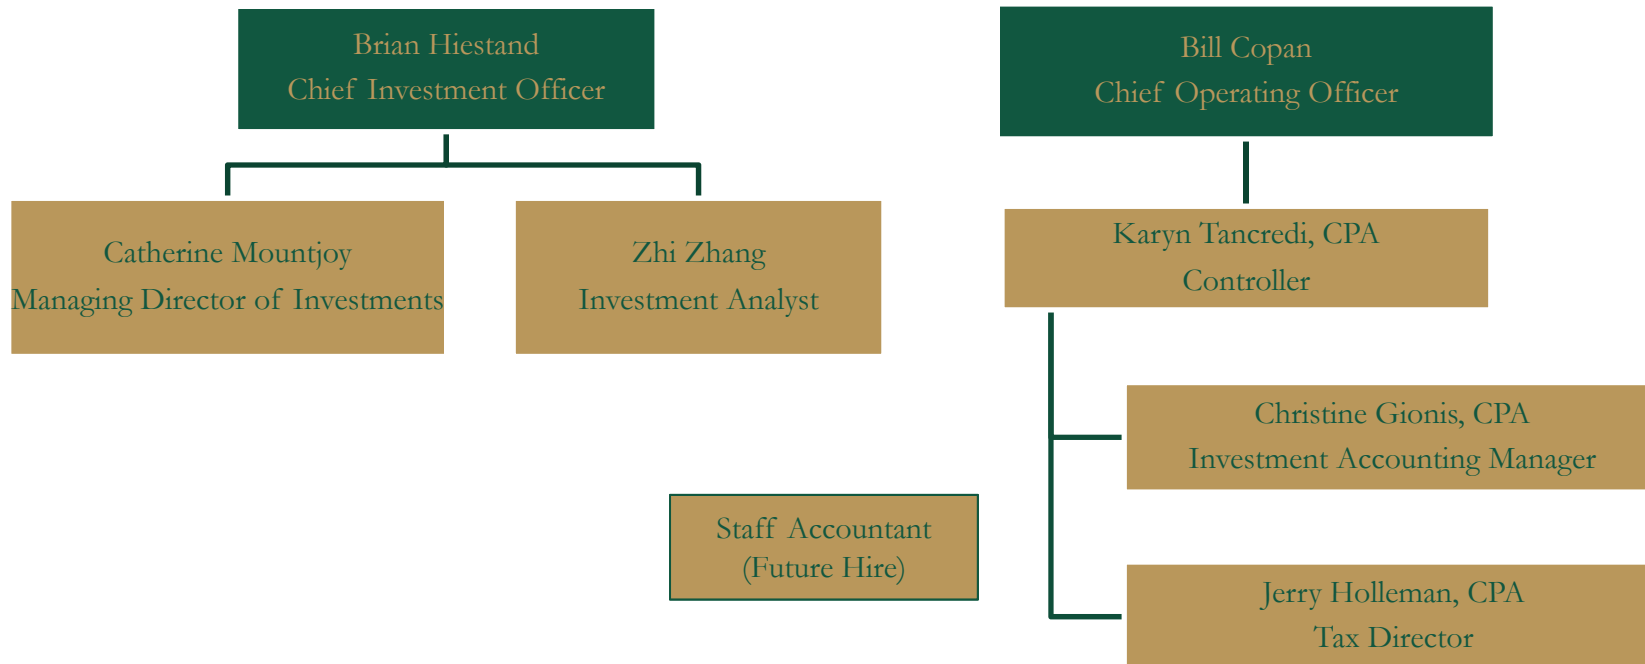 Brian Hiestand
Chief Investment Officer
Bill Copan
Chief Operating Officer
Catherine Mountjoy
Managing Director of Investments
Zhi Zhang
Investment Analyst
Karyn Tancredi, CPA
Controller
Christine Gionis, CPA
Investment Accounting Manager
Staff Accountant
(Future Hire)
Jerry Holleman, CPA
Tax Director